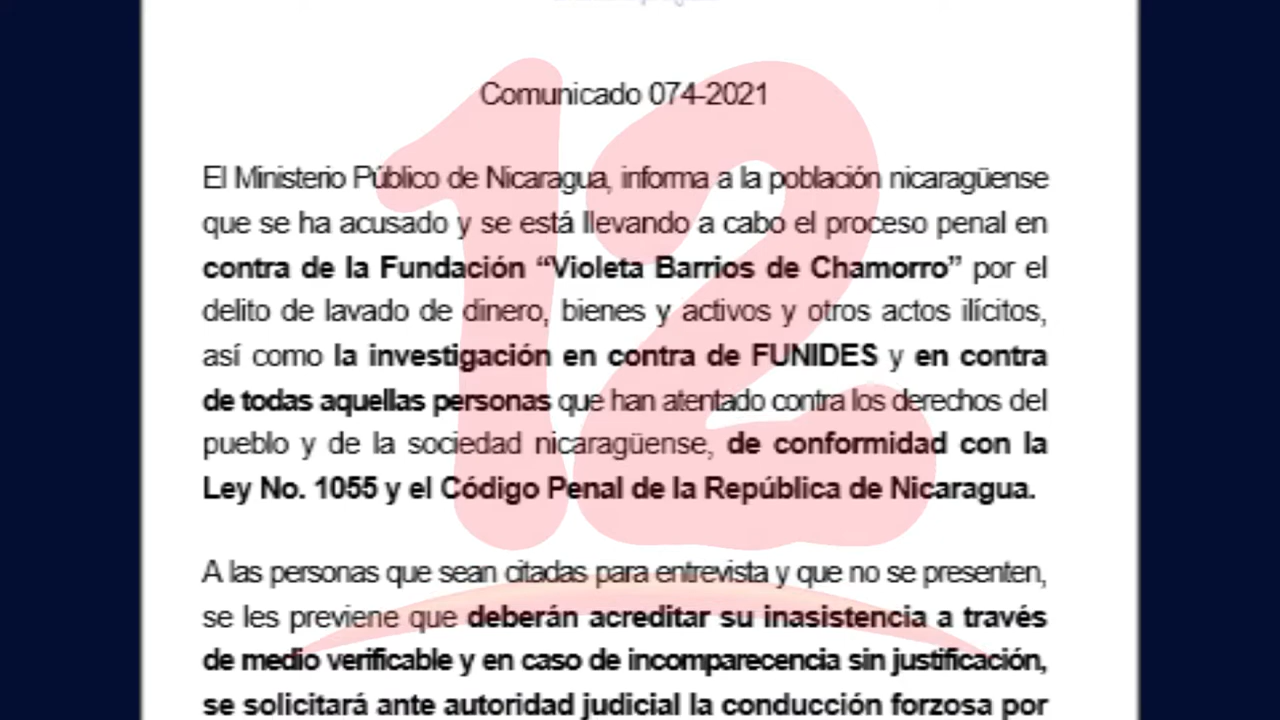 Comunicado 074-2021
El Ministerio Público de Nicaragua, informa a la población nicaragüense
que se ha acusado y se está llevando a cabo el proceso penal en
contra de la Fundación “Violeta Barrios de Chamorro” por el
delito de lavado de dinero, bienes y activos y otros actos ilícitos,
así como la investigación en contra de FUNIDES y en contra
de todas aquellas personas que han atentado contra los derechos del
pueblo y de la sociedad nicaragüense, de conformidad con la
Ley No. 1055 y el Código Penal de la República de Nicaragua.
A las personas que sean citadas para entrevista y que no se presenten,
se les previene que deberán acreditar su inasistencia a través
de medio verificable y en caso de incomparecencia sin justificación,
se solicitará ante autoridad judicial la conducción forzosa por
12